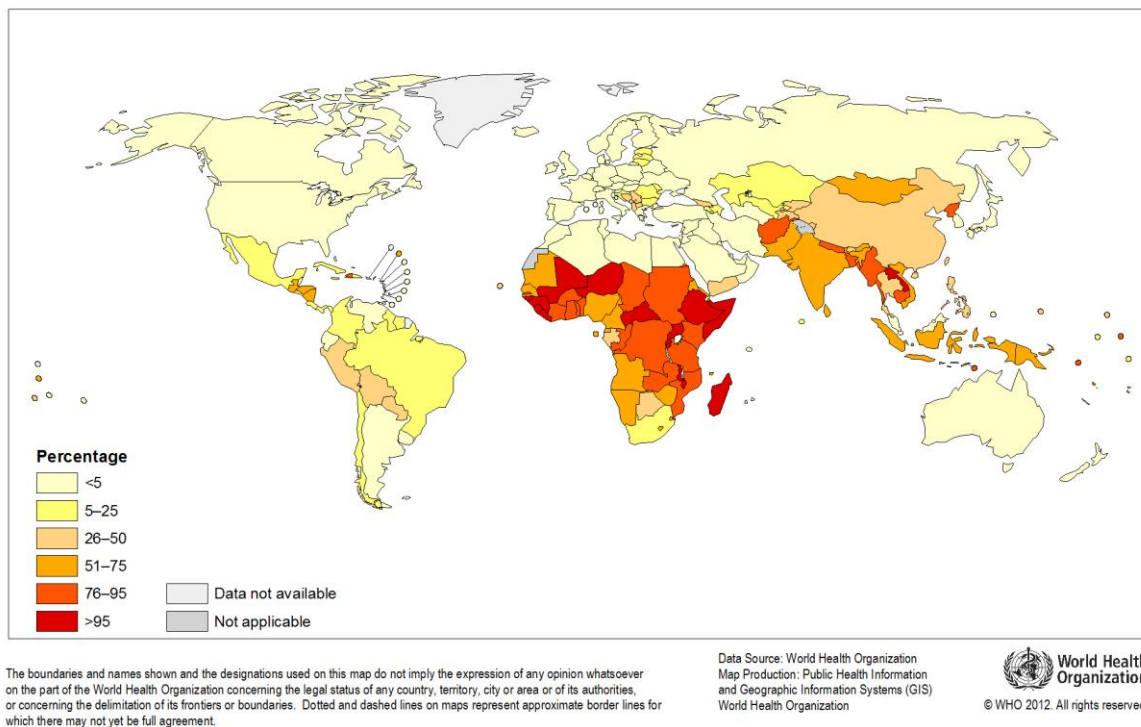 Percentage
<5
5–25
26–50
51–75
76–95
>95
Data not available
Not applicable
The boundaries and names shown and the designations used on this map do not imply the expression of any opinion whatsoever
on the part of the World Health Organization concerning the legal status of any country, territory, city or area or of its authorities,
or concerning the delimitation of its frontiers or boundaries.  Dotted and dashed lines on maps represent approximate border lines for
which there may not yet be full agreement.
Data Source: World Health Organization
Map Production: Public Health Information
and Geographic Information Systems (GIS)
World Health Organization
World Health
Organization
© WHO 2012. All rights reserve